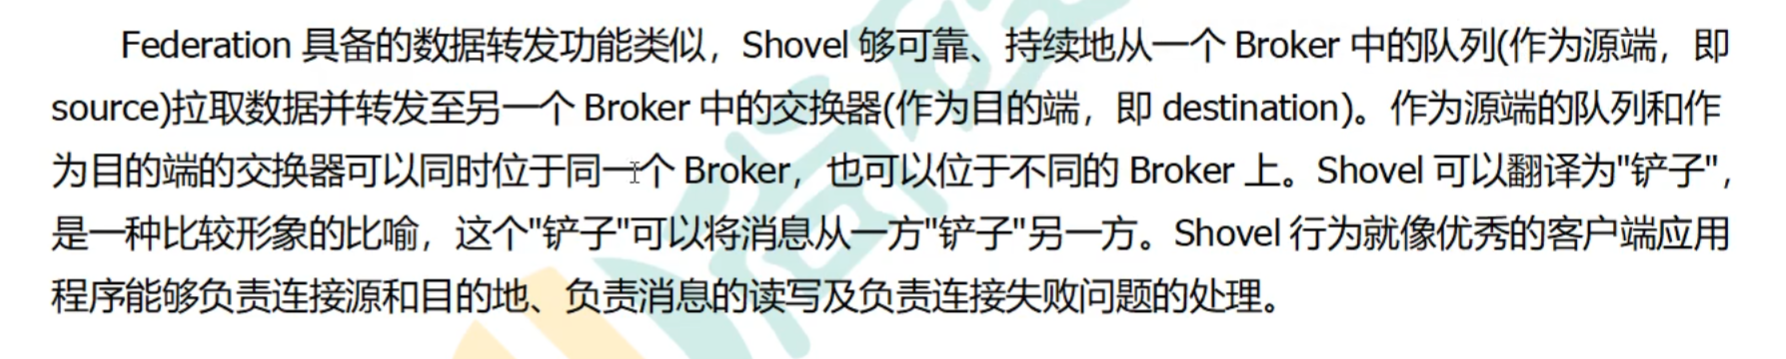 Federation 具备的数据转发功能类似，Shovel 够可靠、持续地从一个 Broker 中的队列(作为源端，即
source)拉取数据并转发至另一个 Broker 中的交换器(作为目的端，即 destination)。作为源端的队列和作
为目的端的交换器可以同时位于同一个 Broker，也可以位于不同的 Broker 上。Shovel 可以翻译为"铲子"，
是一种比较形象的比喻，这个"铲子"可以将消息从一方"铲子"另一方。Shovel 行为就像优秀的客户端应用
程序能够负责连接源和目的地、负责消息的读写及负责连接失败问题的处理。